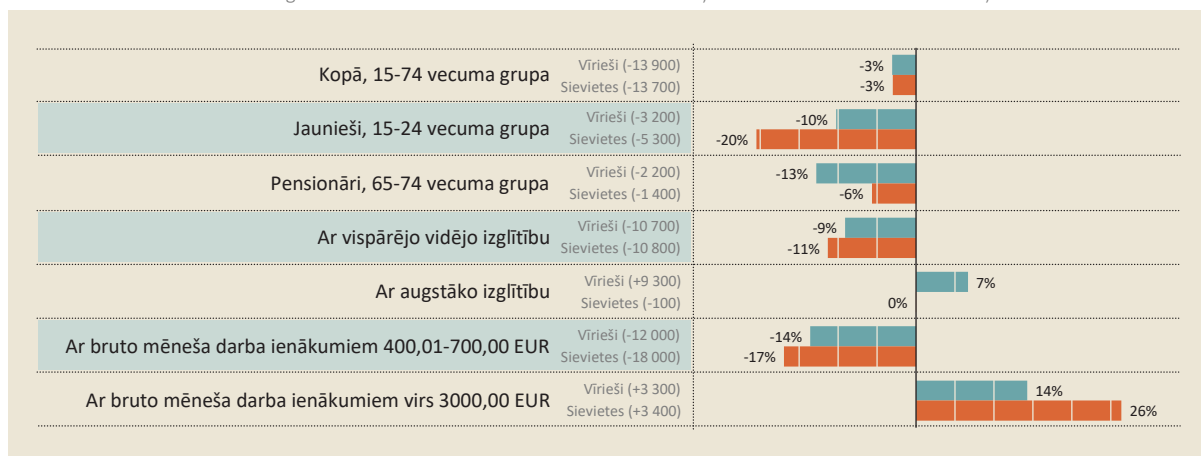 Kopā, 15-74 vecuma grupa
Vīrieši (-13 900)
Sievietes (-13 700)
-3%
-3%
Jaunieši, 15-24 vecuma grupa
Vīrieši (-3 200)
Sievietes (-5 300)
-10%
-20%
Pensionāri, 65-74 vecuma grupa
Vīrieši (-2 200)
Sievietes (-1 400)
-13%
-6%
Ar vispārējo vidējo izglītību
Vīrieši (-10 700)
Sievietes (-10 800)
-9%
-11%
Ar augstāko izglītību
Vīrieši (+9 300)
Sievietes (-100)
7%
0%
Ar bruto mēneša darba ienākumiem 400,01-700,00 EUR
Vīrieši (-12 000)
Sievietes (-18 000)
-14%
-17%
Ar bruto mēneša darba ienākumiem virs 3000,00 EUR
Vīrieši (+3 300)
Sievietes (+3 400)
14%
26%